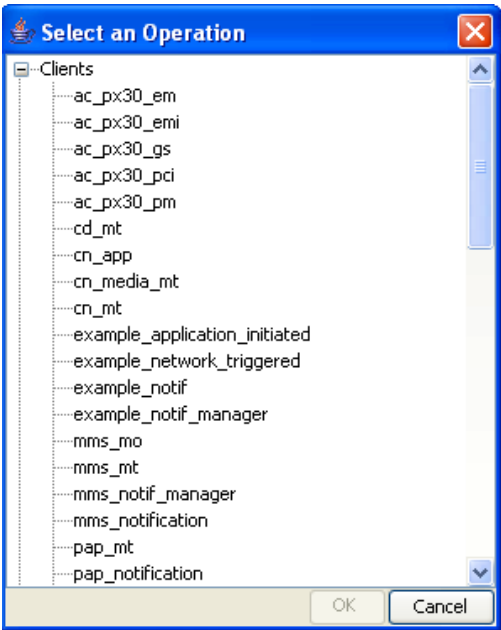 Select an Operation
Clients
ac_px30_em
ac_px30_emi
ac_px30_gs
ac_px30_pci
ac_px30_pm
cd_mt
cn_app
cn_media_mt
cn_mt
example_application_initiated
example_network_triggered
example_notif
example_notif_manager
mms_mo
mms_mt
mms_notif_manager
mms_notification
pap_mt
pap_notification
OK Cancel